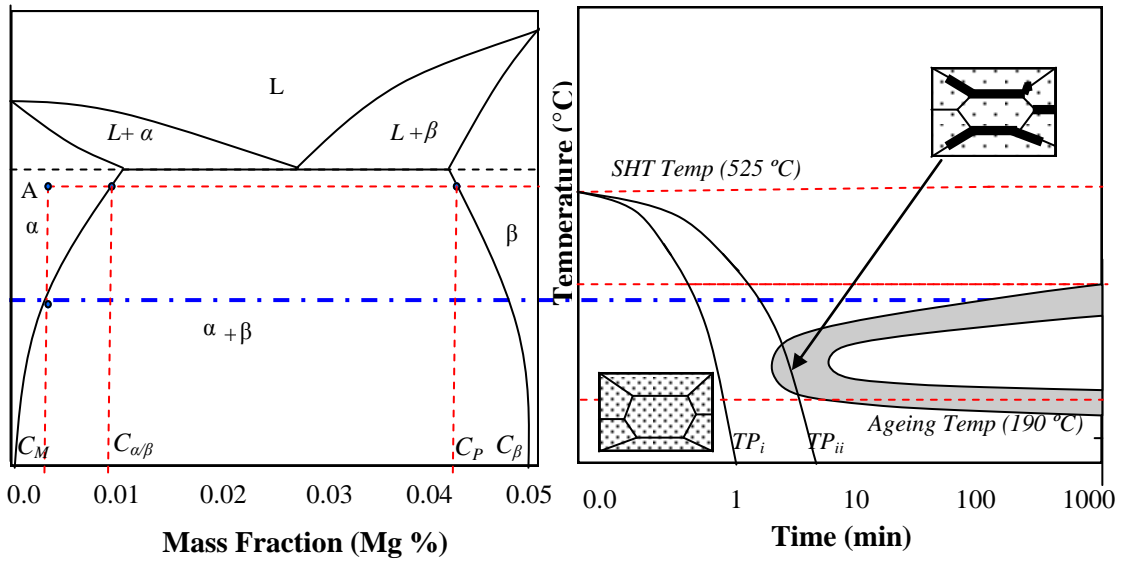 L
L+ α
L +β
A
α
β
α +β
C_M
C_α/β
C_P
C_β
0.0 0.01 0.02 0.03 0.04 0.05
Mass Fraction (Mg %)
Temperature (°C)
SHT Temp (525 ºC)
Ageing Temp (190 ºC)
TP_i
TP_ii
0.0 1 10 100 1000
Time (min)